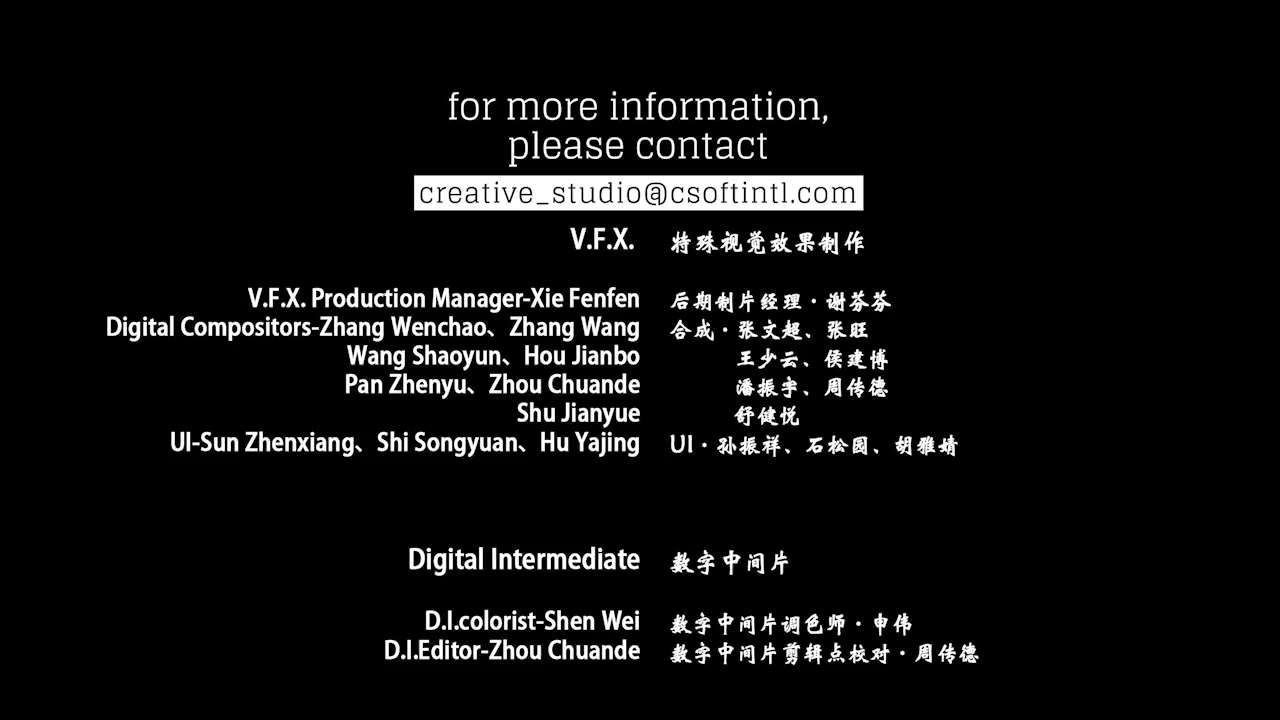 for more information,
please contact
creative_studio@csoftintl.com
V.F.X. 特殊视觉效果制作
V.F.X. Production Manager-Xie Fenfen 后期制片经理·谢芬芬
Digital Compositors-Zhang Wenchao、Zhang Wang 合成·张文超、张旺
Wang Shaoyun、Hou Jianbo 王少云、侯建博
Pan Zhenyu、Zhou Chuande 潘振宇、周传德
Shu Jianyue 舒健悦
UI-Sun Zhenxiang、Shi Songyuan、Hu Yajing UI·孙振祥、石松园、胡雅婧
Digital Intermediate 数字中间片
D.I.colorist-Shen Wei 数字中间片调色师·申伟
D.I.Editor-Zhou Chuande 数字中间片剪辑点校对·周传德